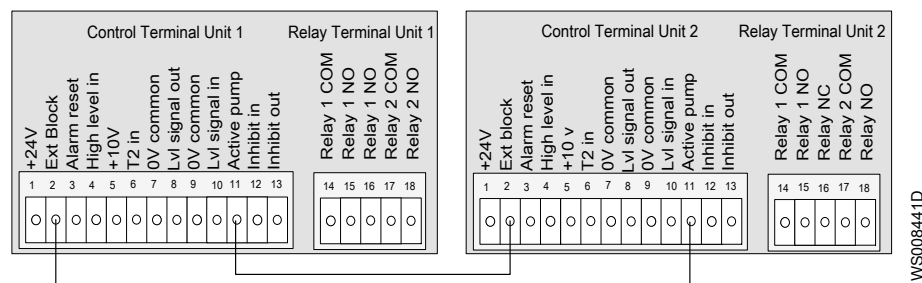 Control Terminal Unit 1
Relay Terminal Unit 1
+24V
Ext Block
Alarm reset
High level in
+10V
T2 in
0V common
Lvl signal out
0V common
Lvl signal in
Active pump
Inhibit in
Inhibit out
Relay 1 COM
Relay 1 NO
Relay 1 NO
Relay 2 COM
Relay 2 NO
1 2 3 4 5 6 7 8 9 10 11 12 13
14 15 16 17 18
Control Terminal Unit 2
Relay Terminal Unit 2
+24V
Ext block
Alarm reset
High level in
+10 v
T2 in
0V common
Lvl signal out
0V common
Lvl signal in
Active pump
Inhibit in
Inhibit out
Relay 1 COM
Relay 1 NO
Relay NC
Relay 2 COM
Relay NO
1 2 3 4 5 6 7 8 9 10 11 12 13
14 15 16 17 18
WS008441D